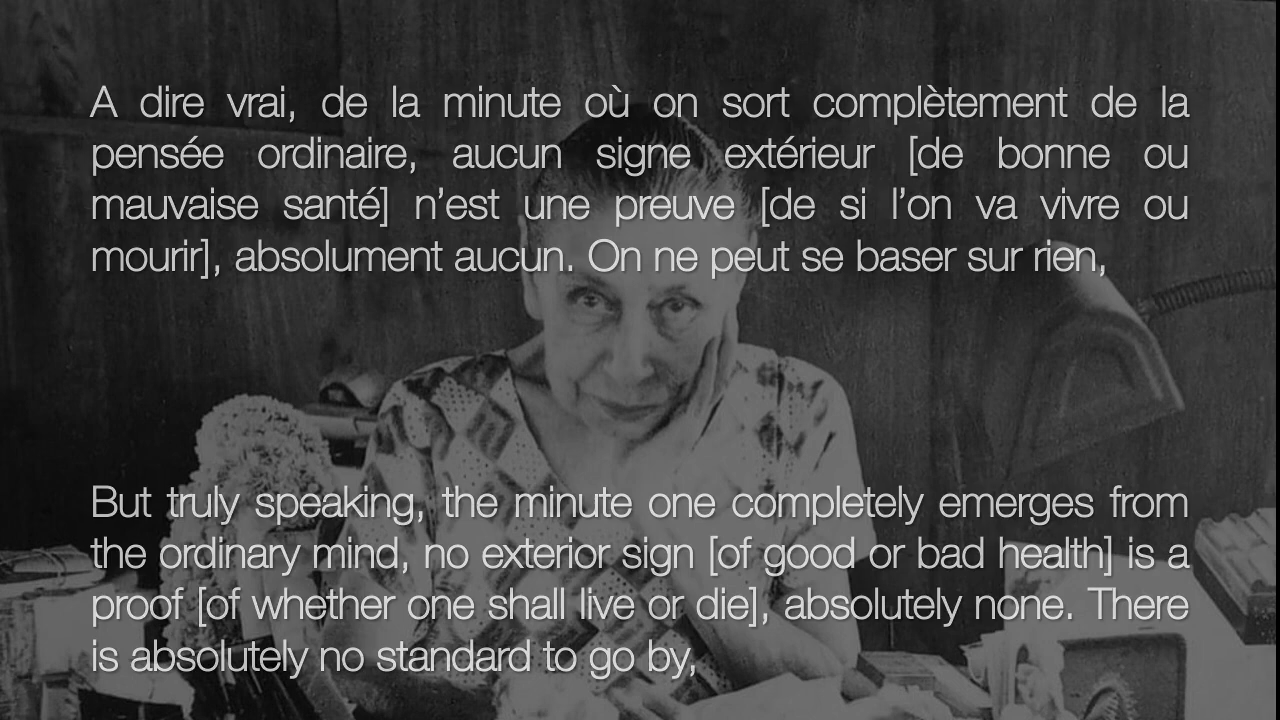 A dire vrai, de la minute où on sort complètement de la
pensée ordinaire, aucun signe extérieur [de bonne ou
mauvaise santé] n’est une preuve [de si l’on va vivre ou
mourir], absolument aucun. On ne peut se baser sur rien,
But truly speaking, the minute one completely emerges from
the ordinary mind, no exterior sign [of good or bad health] is a
proof [of whether one shall live or die], absolutely none. There
is absolutely no standard to go by,